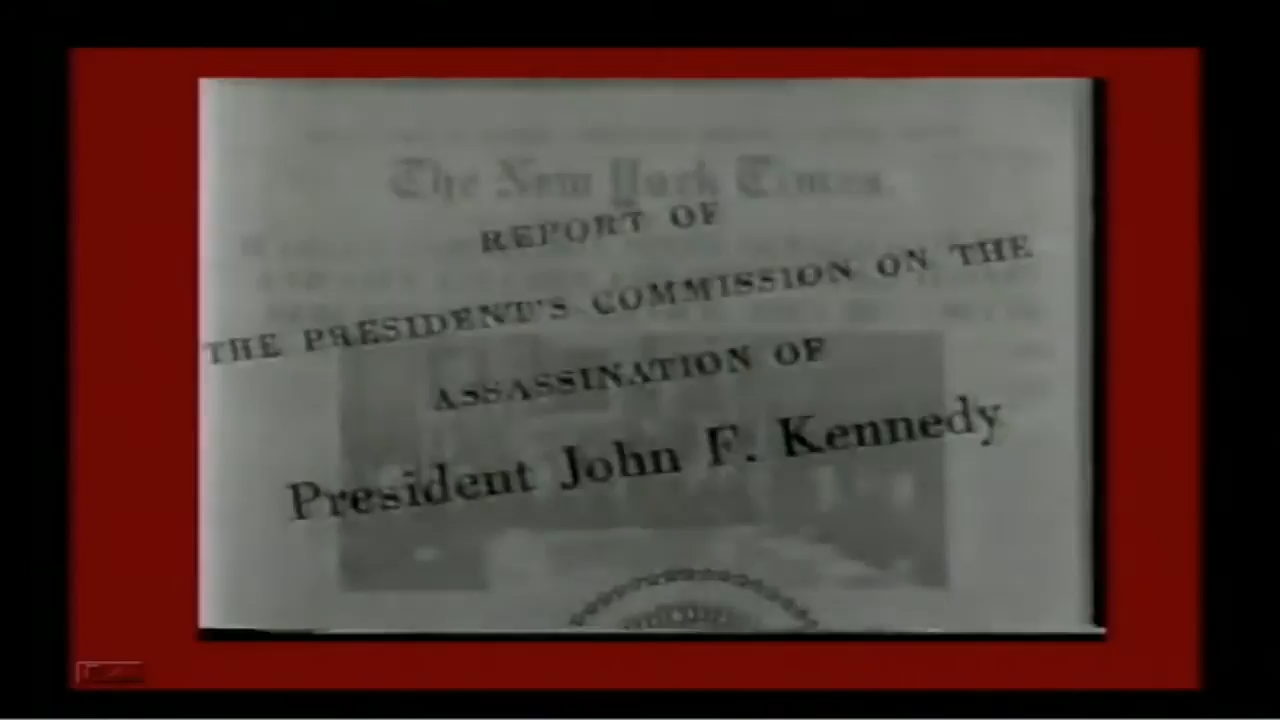 The New York Times.
REPORT OF
THE PRESIDENT'S COMMISSION ON THE
ASSASSINATION OF
President John F. Kennedy